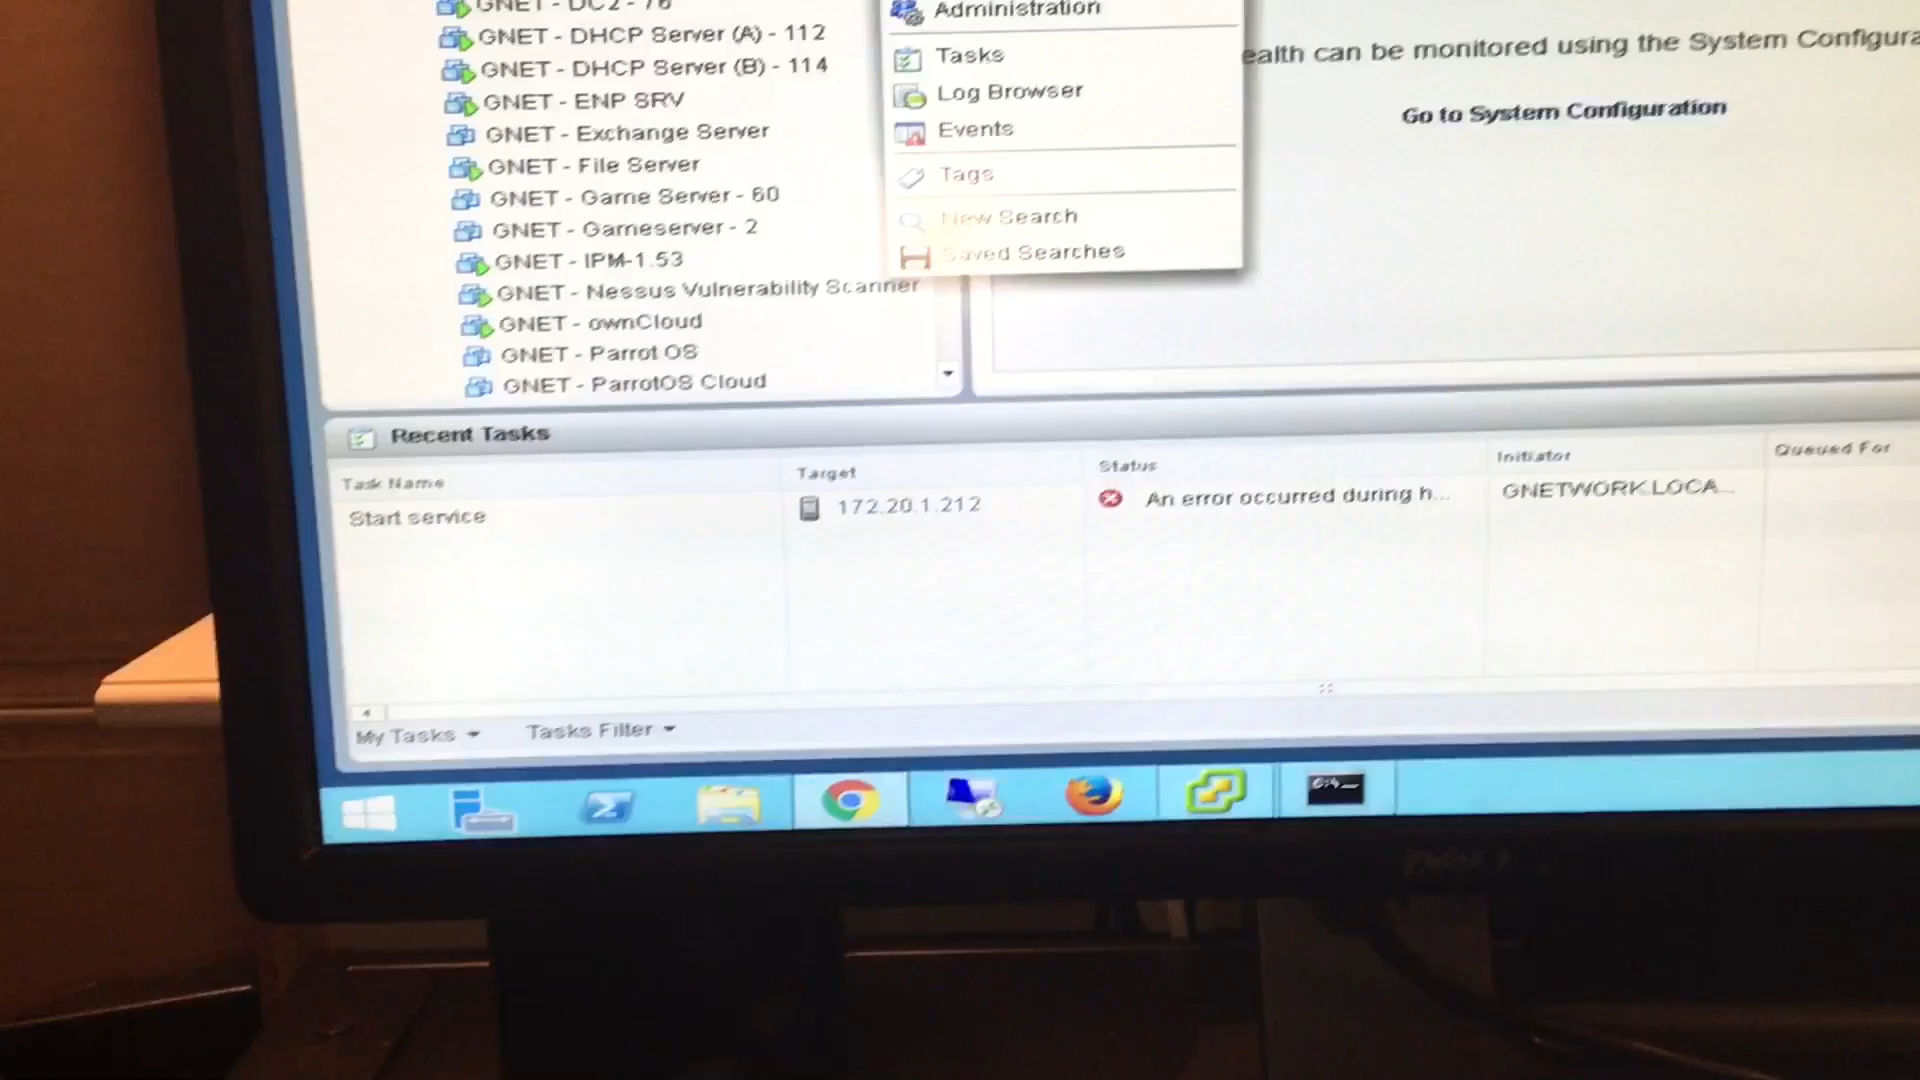 GNET - DC2 - 76
GNET - DHCP Server (A) - 112
GNET - DHCP Server (B) - 114
GNET - ENP SRV
GNET - Exchange Server
GNET - File Server
GNET - Game Server - 60
GNET - Gameserver - 2
GNET - IPM-1.53
GNET - Nessus Vulnerability Scanner
GNET - ownCloud
GNET - Parrot OS
GNET - ParrotOS Cloud
Administration
Tasks
Log Browser
Events
Tags
New Search
Saved Searches
ealth can be monitored using the System Configura
Go to System Configuration
Recent Tasks
Task Name Target Status Initiator Queued For
Start service 172.20.1.212 An error occurred during h... GNETWORK.LOCA...
My Tasks Tasks Filter